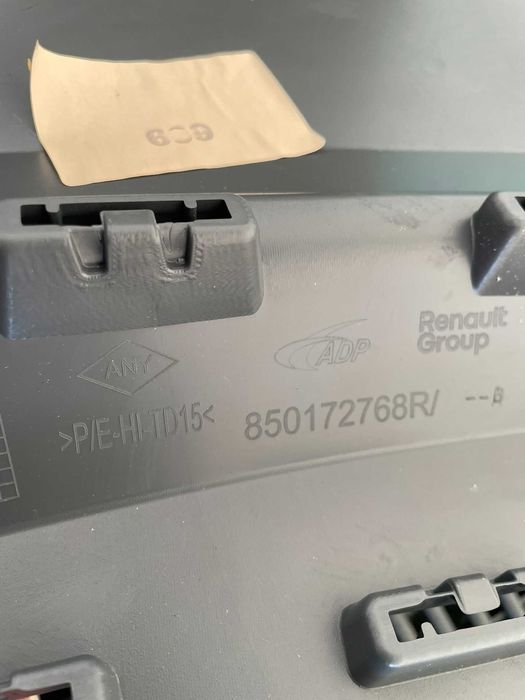 Renault
Group
ANY
ADP
>P/E-HI-TD15<
850172768R/ --B